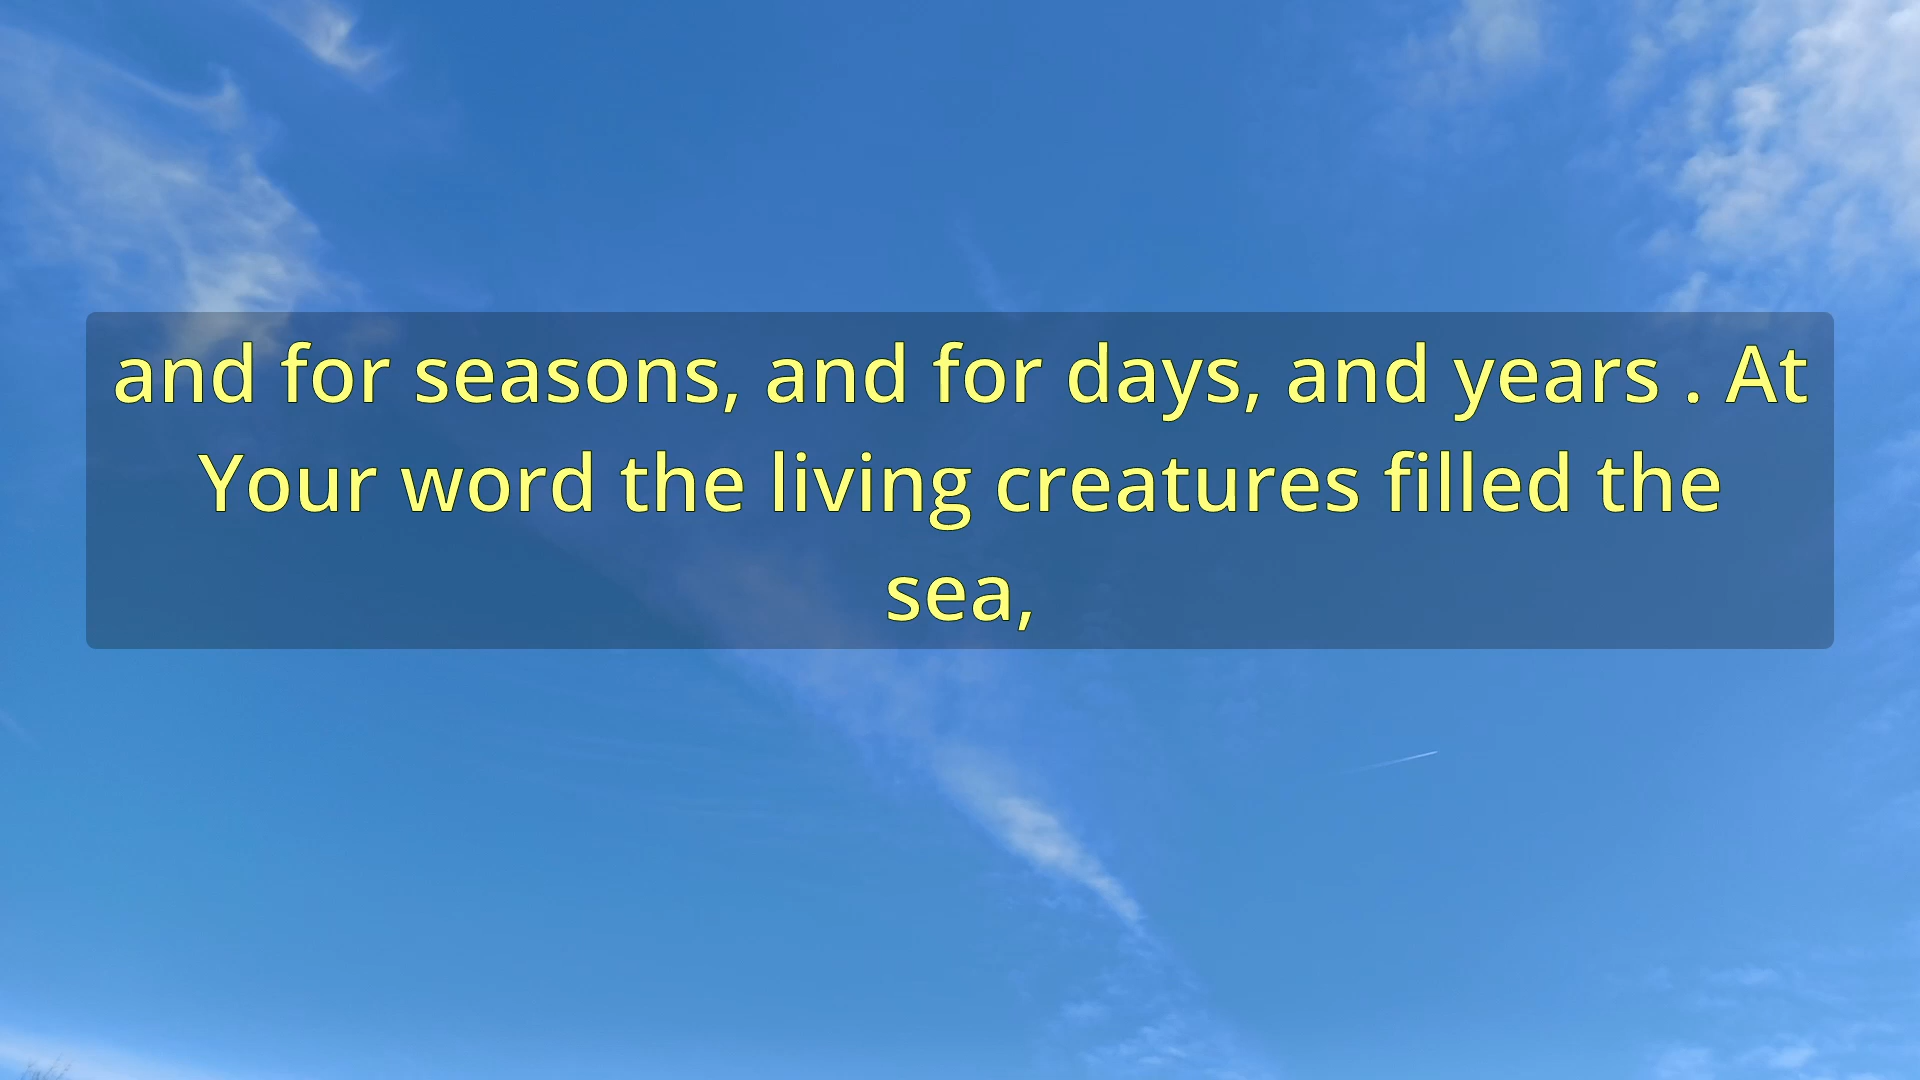 and for seasons, and for days, and years . At
Your word the living creatures filled the
sea,